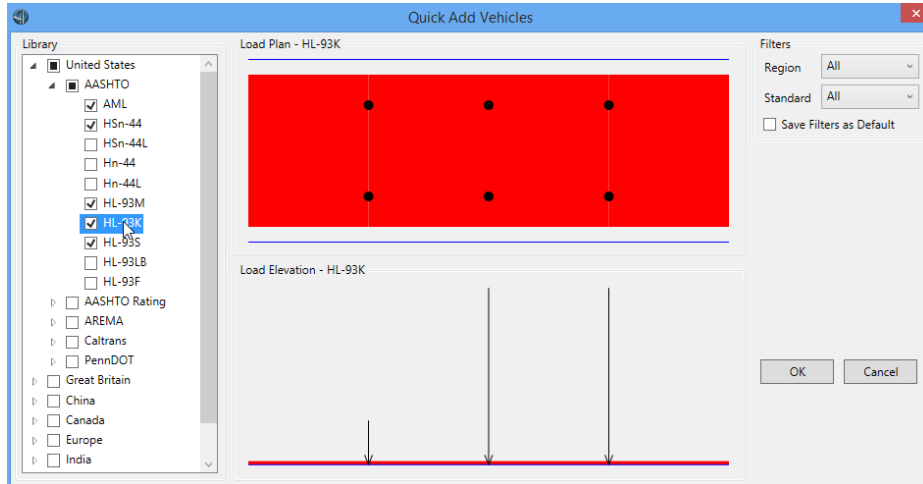 Quick Add Vehicles
Library
United States
AASHTO
AML
HSn-44
HSn-44L
Hn-44
Hn-44L
HL-93M
HL-93K
HL-93S
HL-93LB
HL-93F
AASHTO Rating
AREMA
Caltrans
PennDOT
Great Britain
China
Canada
Europe
India
Load Plan - HL-93K
Load Elevation - HL-93K
Filters
Region All
Standard All
Save Filters as Default
OK Cancel